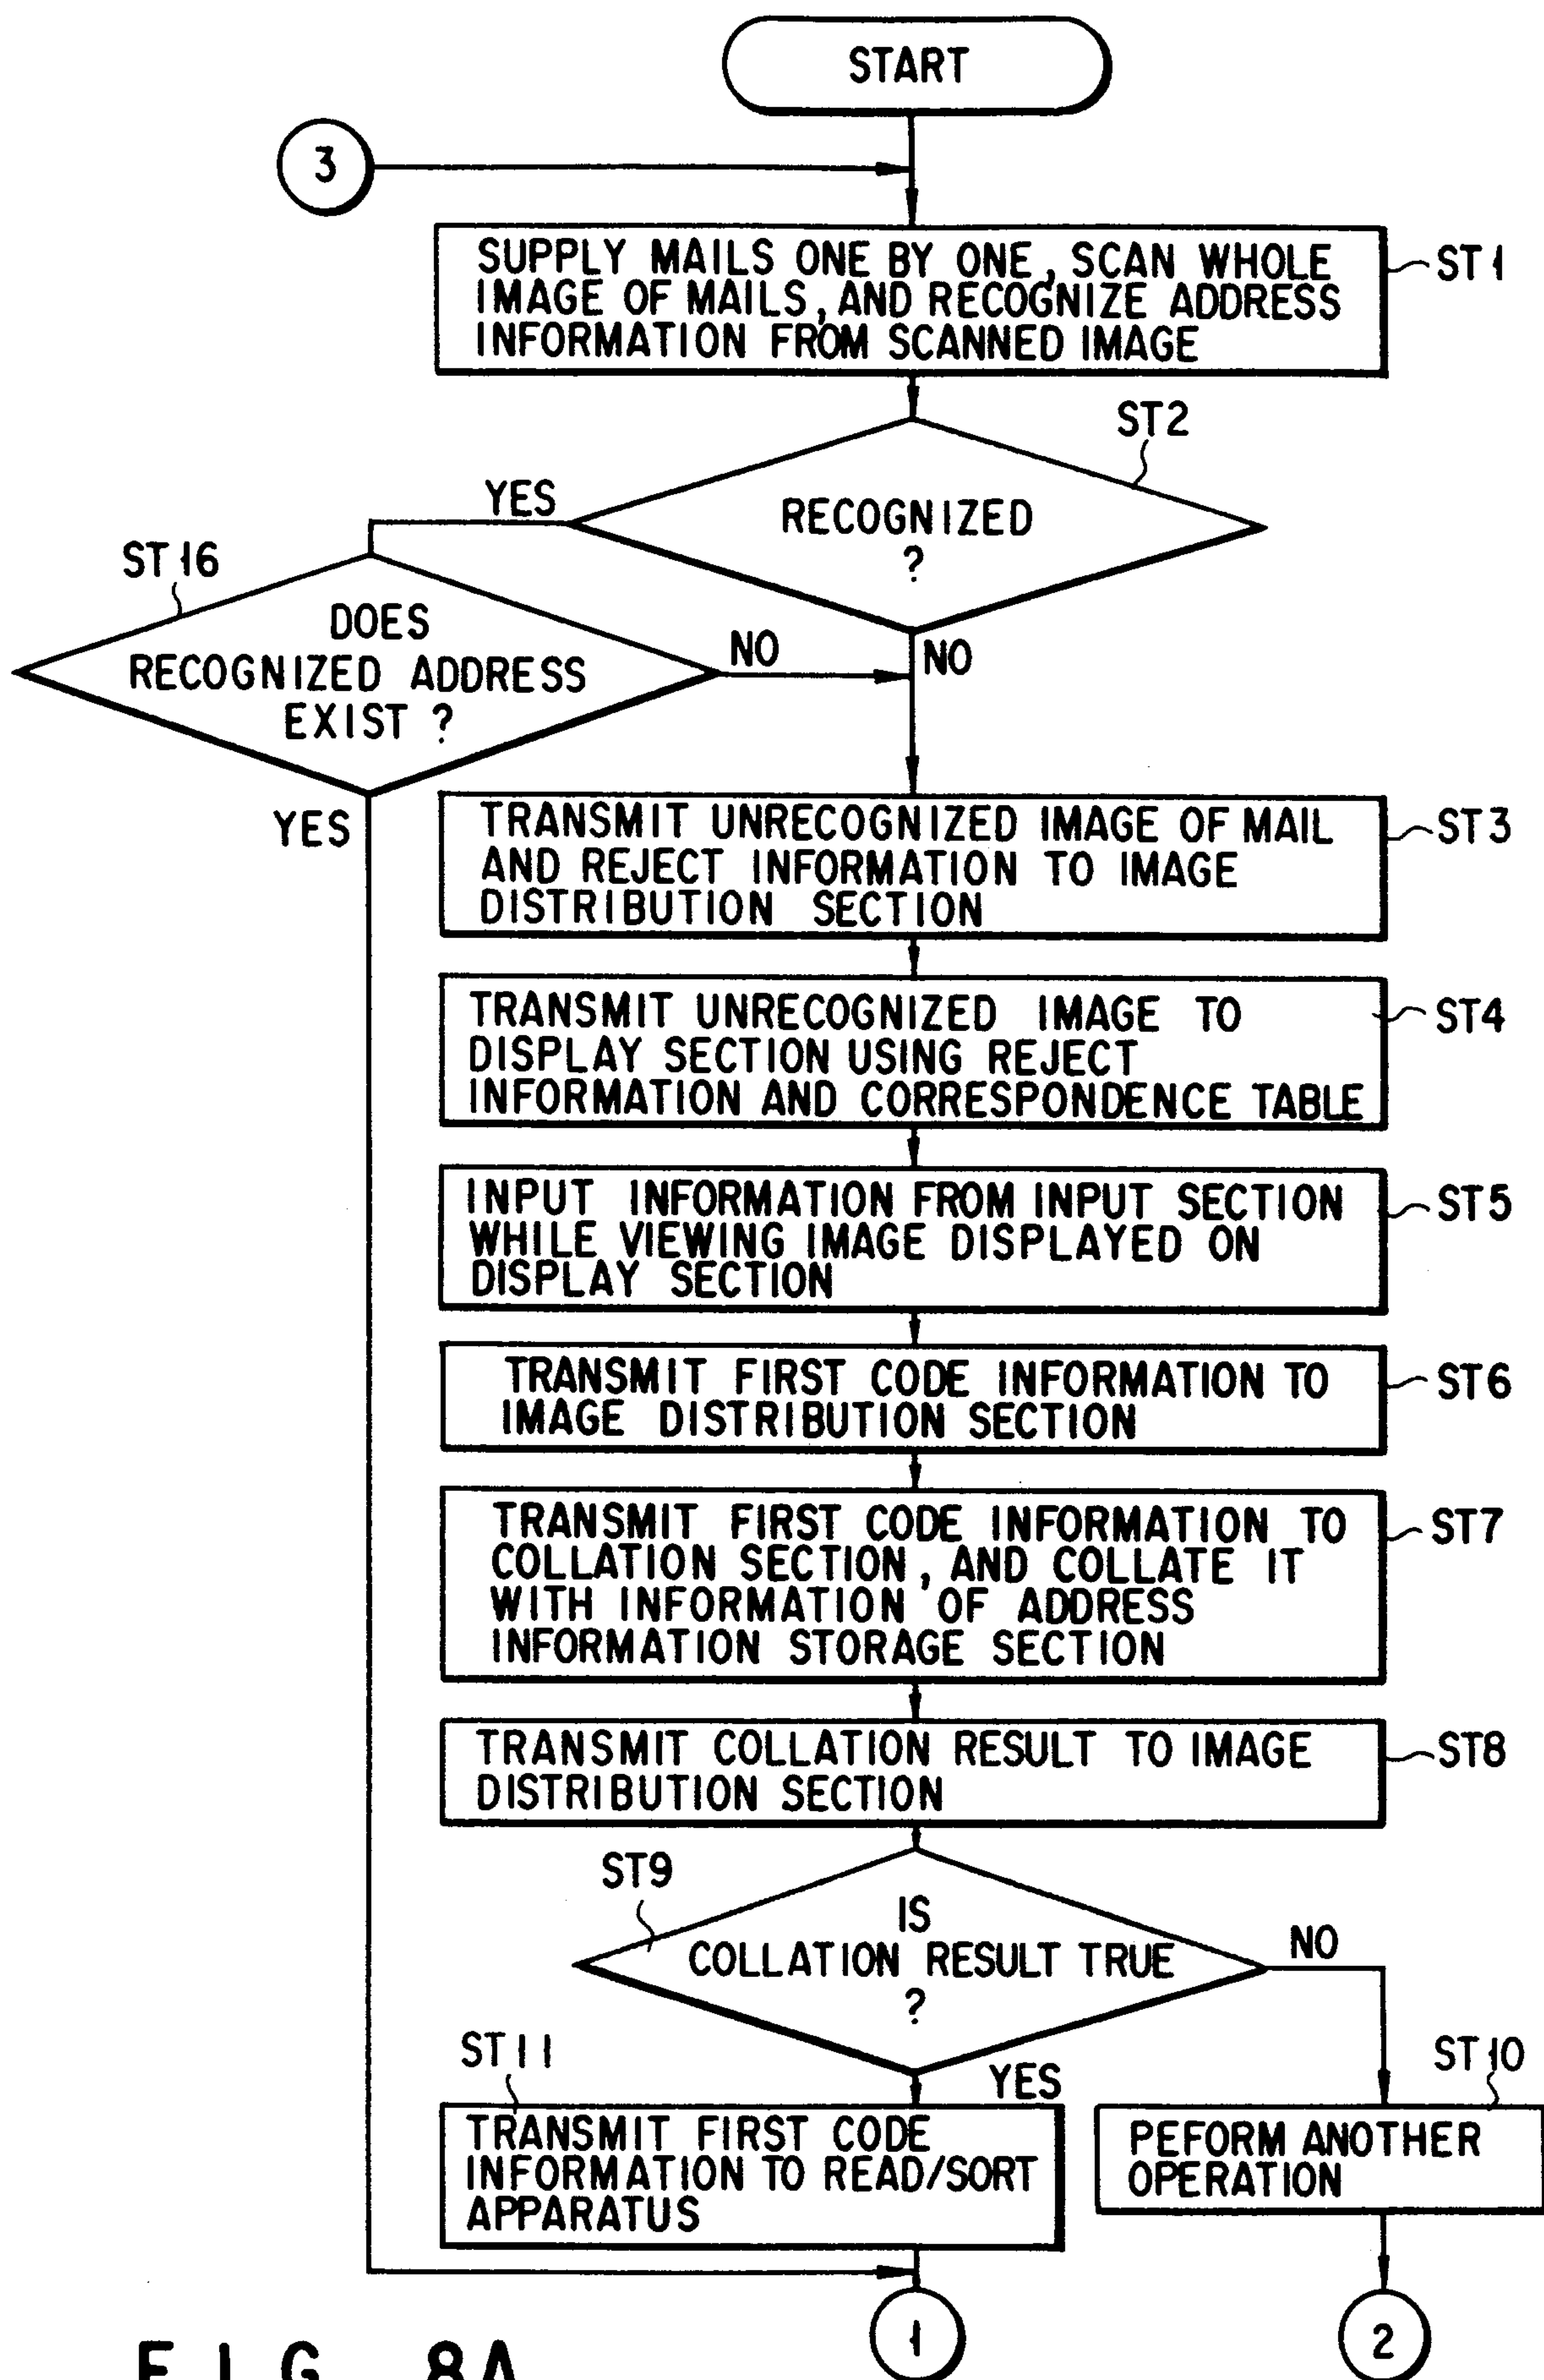 START
3
SUPPLY MAILS ONE BY ONE, SCAN WHOLE
IMAGE OF MAILS, AND RECOGNIZE ADDRESS
INFORMATION FROM SCANNED IMAGE
ST1
ST2
RECOGNIZED
?
YES
NO
ST16
DOES
RECOGNIZED ADDRESS
EXIST ?
NO
YES
TRANSMIT UNRECOGNIZED IMAGE OF MAIL
AND REJECT INFORMATION TO IMAGE
DISTRIBUTION SECTION
ST3
TRANSMIT UNRECOGNIZED IMAGE TO
DISPLAY SECTION USING REJECT
INFORMATION AND CORRESPONDENCE TABLE
ST4
INPUT INFORMATION FROM INPUT SECTION
WHILE VIEWING IMAGE DISPLAYED ON
DISPLAY SECTION
ST5
TRANSMIT FIRST CODE INFORMATION TO
IMAGE DISTRIBUTION SECTION
ST6
TRANSMIT FIRST CODE INFORMATION TO
COLLATION SECTION, AND COLLATE IT
WITH INFORMATION OF ADDRESS
INFORMATION STORAGE SECTION
ST7
TRANSMIT COLLATION RESULT TO IMAGE
DISTRIBUTION SECTION
ST8
ST9
IS
COLLATION RESULT TRUE
?
NO
YES
ST11
TRANSMIT FIRST CODE
INFORMATION TO READ/SORT
APPARATUS
ST10
PEFORM ANOTHER
OPERATION
1
2
FIG. 8A